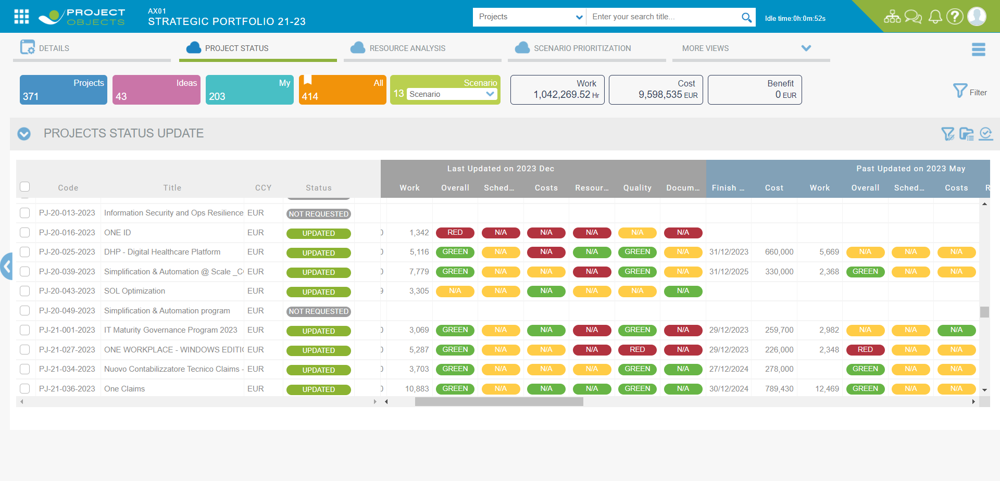 PROJECT
OBJECTS
AX01
STRATEGIC PORTFOLIO 21-23
Projects
Enter your search title...
Idle time:0h:0m:52s
?
DETAILS
PROJECT STATUS
RESOURCE ANALYSIS
SCENARIO PRIORITIZATION
MORE VIEWS
Projects
371
Ideas
43
My
203
All
414
Scenario
13 Scenario
Work
1,042,269.52 Hr
Cost
9,598,535 EUR
Benefit
0 EUR
Filter
PROJECTS STATUS UPDATE
Last Updated on 2023 Dec
Past Updated on 2023 May
Code Title CCY Status Work Overall Sched... Costs Resour... Quality Docum... Finish ... Cost Work Overall Sched... Costs R
PJ-20-013-2023 Information Security and Ops Resilience EUR NOT REQUESTED
PJ-20-016-2023 ONE ID EUR UPDATED 0 1,342 RED N/A N/A N/A N/A N/A
PJ-20-025-2023 DHP - Digital Healthcare Platform EUR UPDATED 0 5,116 GREEN N/A N/A N/A GREEN N/A 31/12/2023 660,000 5,669 N/A N/A N/A
PJ-20-039-2023 Simplification & Automation @ Scale _CO EUR UPDATED 0 7,779 GREEN N/A N/A N/A GREEN N/A 31/12/2025 330,000 2,368 GREEN N/A N/A
PJ-20-043-2023 SOL Optimization EUR UPDATED 9 3,305 N/A N/A N/A N/A N/A N/A
PJ-20-049-2023 Simplification & Automation program EUR NOT REQUESTED
PJ-21-001-2023 IT Maturity Governance Program 2023 EUR UPDATED 0 3,069 GREEN N/A N/A N/A GREEN N/A 29/12/2023 259,700 2,982 N/A N/A N/A
PJ-21-027-2023 ONE WORKPLACE - WINDOWS EDITIO EUR UPDATED 0 5,287 GREEN N/A N/A N/A RED N/A 29/12/2023 226,000 2,348 RED N/A N/A
PJ-21-034-2023 Nuovo Contabilizzatore Tecnico Claims - EUR UPDATED 0 3,703 GREEN N/A N/A N/A GREEN N/A 27/12/2024 278,000 GREEN N/A N/A
PJ-21-036-2023 One Claims EUR UPDATED 0 10,883 GREEN N/A N/A N/A GREEN N/A 30/12/2024 789,430 12,469 GREEN N/A N/A